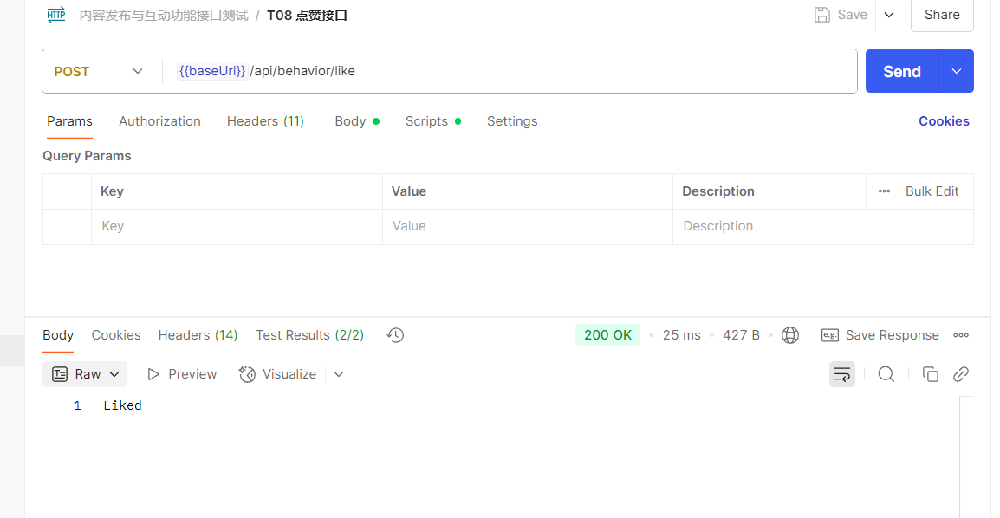 HTTP 内容发布与互动功能接口测试 / T08 点赞接口 Save Share
POST {{baseUrl}}/api/behavior/like Send
Params Authorization Headers (11) Body Scripts Settings Cookies
Query Params
Key Value Description Bulk Edit
Key Value Description
Body Cookies Headers (14) Test Results (2/2) 200 OK 25 ms 427 B e.g. Save Response
Raw Preview Visualize
1 Liked